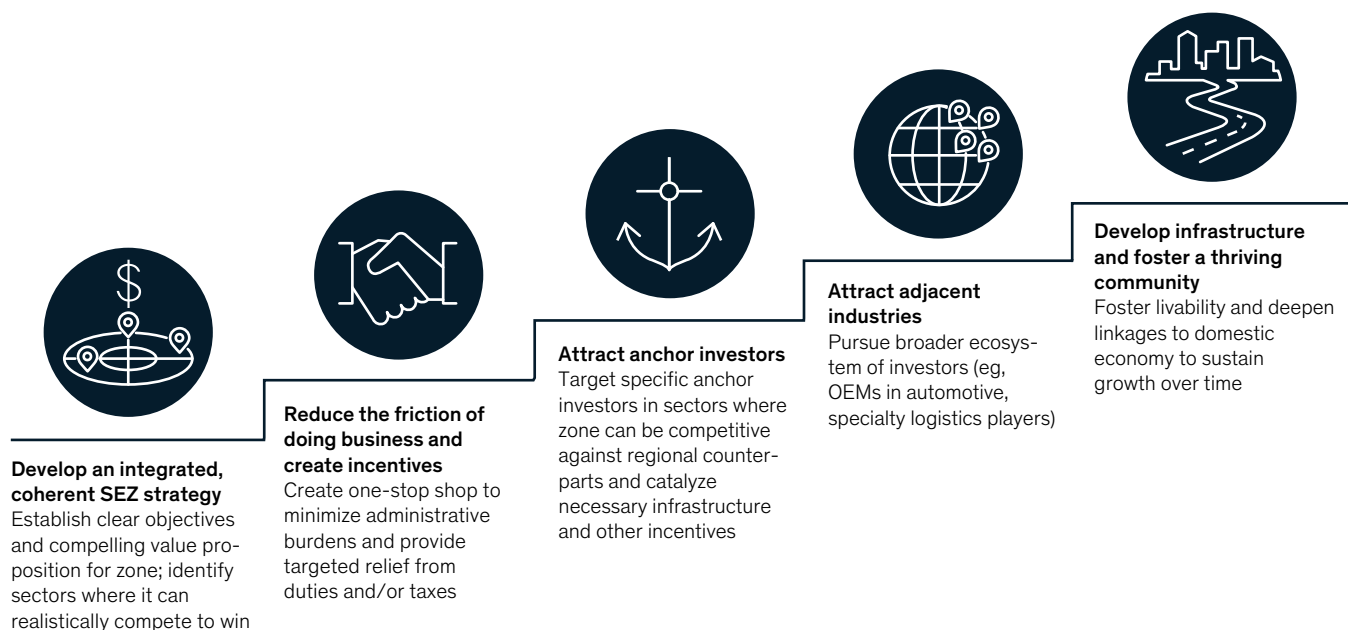 Develop an integrated,
coherent SEZ strategy
Establish clear objectives
and compelling value pro-
position for zone; identify
sectors where it can
realistically compete to win
Reduce the friction of
doing business and
create incentives
Create one-stop shop to
minimize administrative
burdens and provide
targeted relief from
duties and/or taxes
Attract anchor investors
Target specific anchor
investors in sectors where
zone can be competitive
against regional counter-
parts and catalyze
necessary infrastructure
and other incentives
Attract adjacent
industries
Pursue broader ecosys-
tem of investors (eg,
OEMs in automotive,
specialty logistics players)
Develop infrastructure
and foster a thriving
community
Foster livability and deepen
linkages to domestic
economy to sustain
growth over time